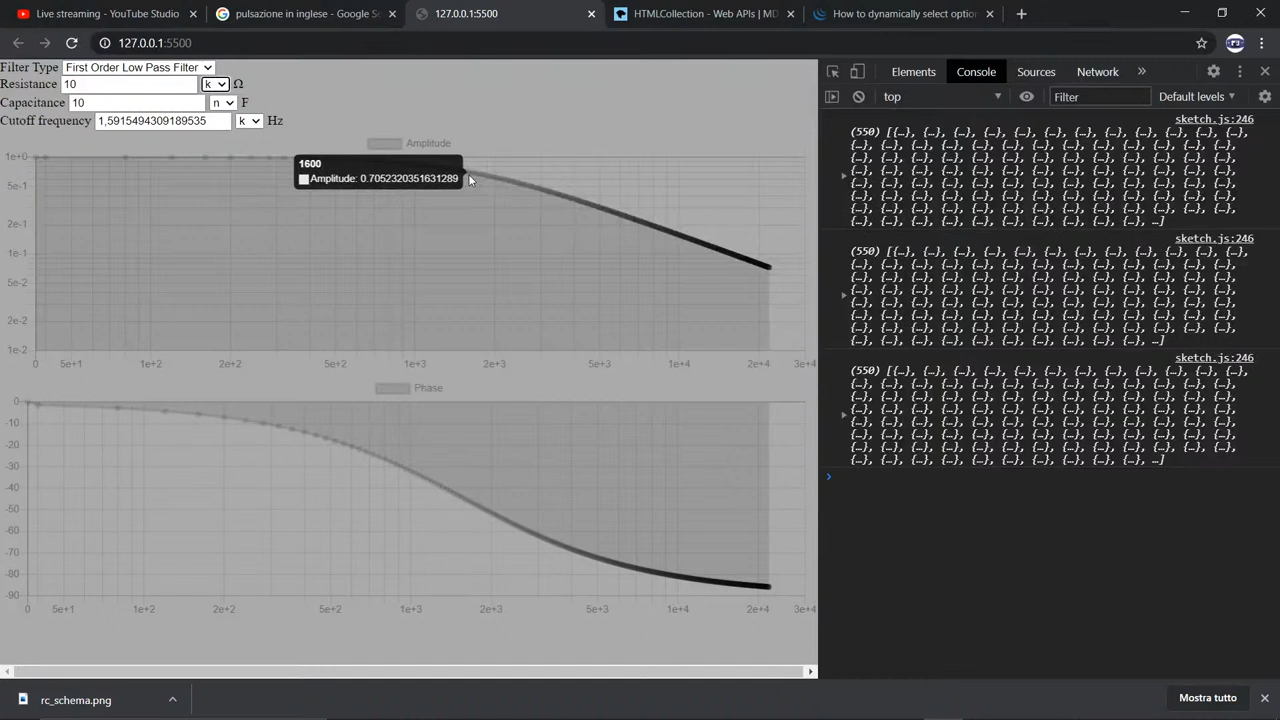 Live streaming - YouTube Studio
pulsazione in inglese - Google Se
127.0.0.1:5500
HTMLCollection - Web APIs | MD
How to dynamically select option
127.0.0.1:5500
Filter Type First Order Low Pass Filter
Resistance 10 k Ω
Capacitance 10 n F
Cutoff frequency 1,5915494309189535 k Hz
Amplitude
1e+0
5e-1
2e-1
1e-1
5e-2
2e-2
1e-2
1600
Amplitude: 0.7052320351631289
0 5e+1 1e+2 2e+2 5e+2 1e+3 2e+3 5e+3 1e+4 2e+4 3e+4
Phase
0
-10
-20
-30
-40
-50
-60
-70
-80
-90
0 5e+1 1e+2 2e+2 5e+2 1e+3 2e+3 5e+3 1e+4 2e+4 3e+4
Elements Console Sources Network »
top Filter Default levels
sketch.js:246
(550) [{…}, {…}, {…}, {…}, {…}, {…}, {…}, {…}, {…}, {…}, {…}, {…},
{…}, {…}, {…}, {…}, {…}, {…}, {…}, {…}, {…}, {…}, {…}, {…}, {…},
{…}, {…}, {…}, {…}, {…}, {…}, {…}, {…}, {…}, {…}, {…}, {…}, {…},
{…}, {…}, {…}, {…}, {…}, {…}, {…}, {…}, {…}, {…}, {…}, {…}, {…},
{…}, {…}, {…}, {…}, {…}, {…}, {…}, {…}, {…}, {…}, {…}, {…}, {…},
{…}, {…}, {…}, {…}, {…}, {…}, {…}, {…}, {…}, {…}, {…}, {…}, {…},
{…}, {…}, {…}, {…}, {…}, {…}, {…}, {…}, {…}, {…}, {…}, {…}, {…},
{…}, {…}, {…}, {…}, {…}, {…}, {…}, {…}, {…}, …]
sketch.js:246
(550) [{…}, {…}, {…}, {…}, {…}, {…}, {…}, {…}, {…}, {…}, {…}, {…},
{…}, {…}, {…}, {…}, {…}, {…}, {…}, {…}, {…}, {…}, {…}, {…}, {…},
{…}, {…}, {…}, {…}, {…}, {…}, {…}, {…}, {…}, {…}, {…}, {…}, {…},
{…}, {…}, {…}, {…}, {…}, {…}, {…}, {…}, {…}, {…}, {…}, {…}, {…},
{…}, {…}, {…}, {…}, {…}, {…}, {…}, {…}, {…}, {…}, {…}, {…}, {…},
{…}, {…}, {…}, {…}, {…}, {…}, {…}, {…}, {…}, {…}, {…}, {…}, {…},
{…}, {…}, {…}, {…}, {…}, {…}, {…}, {…}, {…}, {…}, {…}, {…}, {…},
{…}, {…}, {…}, {…}, {…}, {…}, {…}, {…}, {…}, …]
sketch.js:246
(550) [{…}, {…}, {…}, {…}, {…}, {…}, {…}, {…}, {…}, {…}, {…}, {…},
{…}, {…}, {…}, {…}, {…}, {…}, {…}, {…}, {…}, {…}, {…}, {…}, {…},
{…}, {…}, {…}, {…}, {…}, {…}, {…}, {…}, {…}, {…}, {…}, {…}, {…},
{…}, {…}, {…}, {…}, {…}, {…}, {…}, {…}, {…}, {…}, {…}, {…}, {…},
{…}, {…}, {…}, {…}, {…}, {…}, {…}, {…}, {…}, {…}, {…}, {…}, {…},
{…}, {…}, {…}, {…}, {…}, {…}, {…}, {…}, {…}, {…}, {…}, {…}, {…},
{…}, {…}, {…}, {…}, {…}, {…}, {…}, {…}, {…}, {…}, {…}, {…}, {…},
{…}, {…}, {…}, {…}, {…}, {…}, {…}, {…}, {…}, …]
rc_schema.png
Mostra tutto